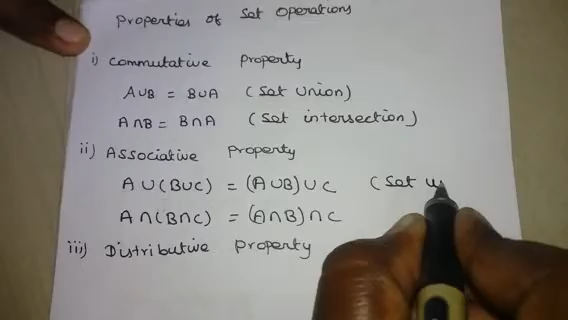 Properties of Set Operations
i) Commutative Property
A∪B = B∪A (Set Union)
A∩B = B∩A (Set intersection)
ii) Associative Property
A∪(B∪C) = (A∪B)∪C (Set u
A∩(B∩C) = (A∩B)∩C
iii) Distributive Property